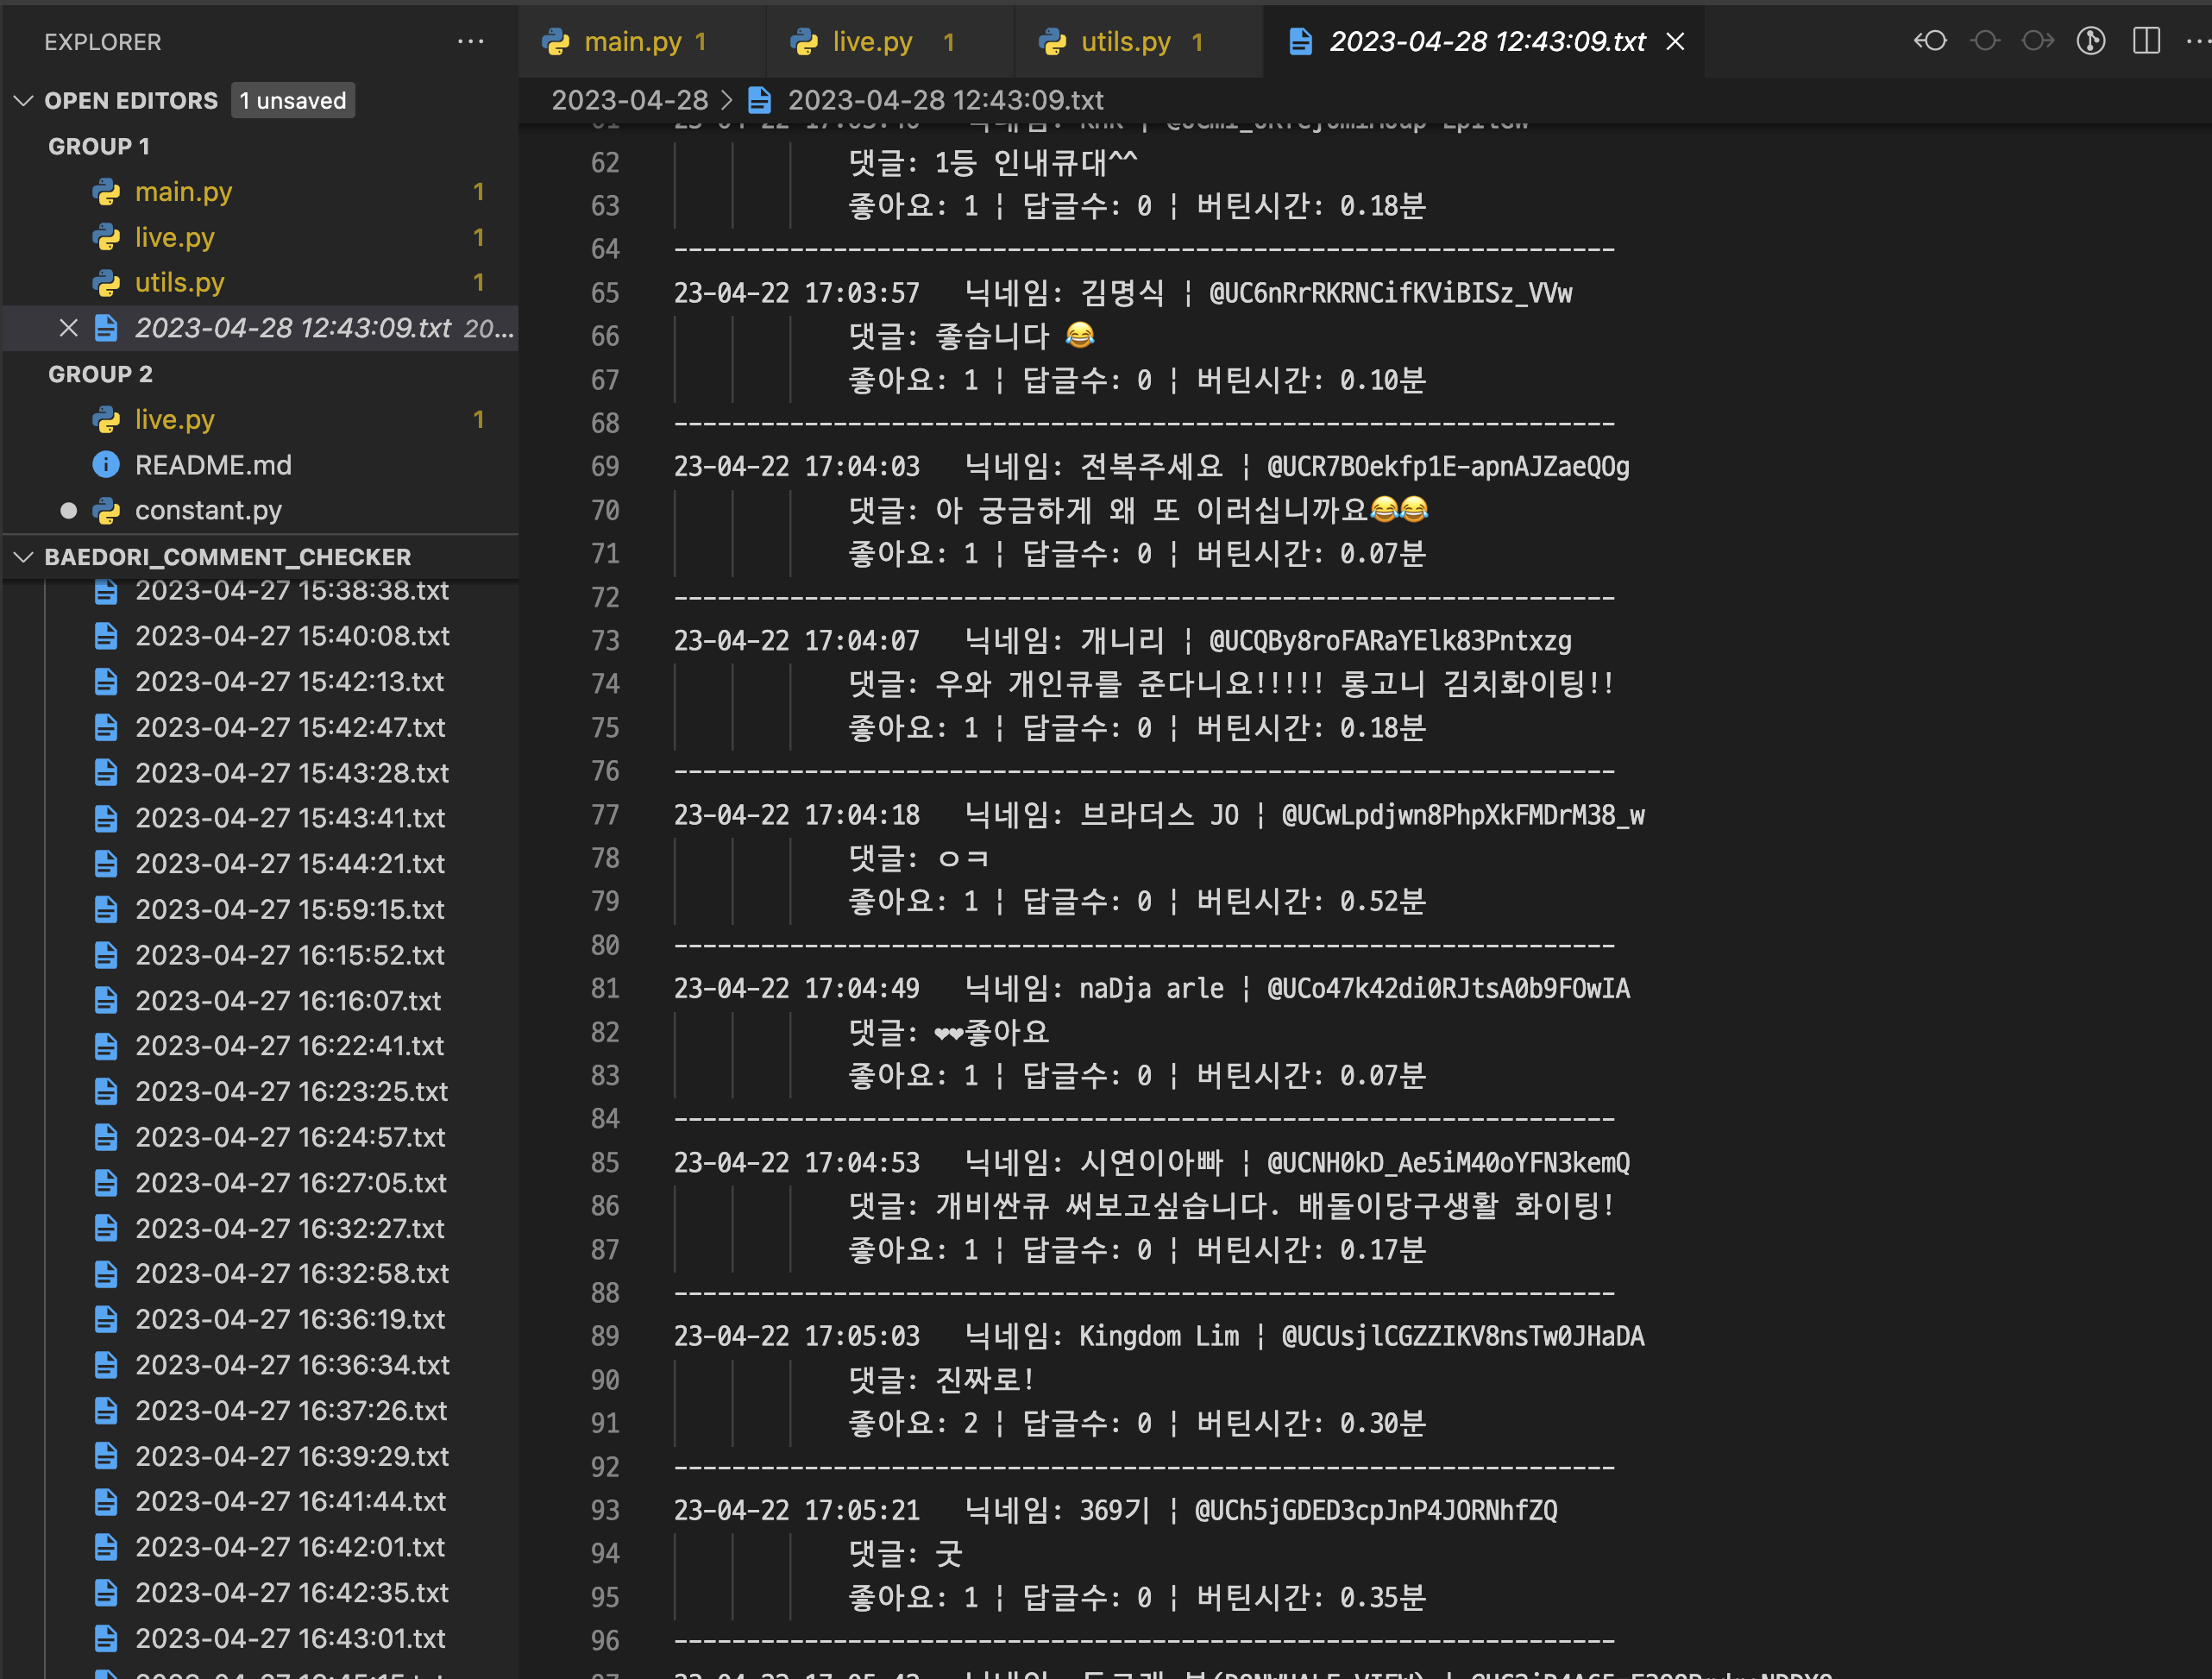 EXPLORER
OPEN EDITORS 1 unsaved
GROUP 1
main.py 1
live.py 1
utils.py 1
2023-04-28 12:43:09.txt 20...
GROUP 2
live.py 1
README.md
constant.py
BAEDORI_COMMENT_CHECKER
2023-04-27 15:38:38.txt
2023-04-27 15:40:08.txt
2023-04-27 15:42:13.txt
2023-04-27 15:42:47.txt
2023-04-27 15:43:28.txt
2023-04-27 15:43:41.txt
2023-04-27 15:44:21.txt
2023-04-27 15:59:15.txt
2023-04-27 16:15:52.txt
2023-04-27 16:16:07.txt
2023-04-27 16:22:41.txt
2023-04-27 16:23:25.txt
2023-04-27 16:24:57.txt
2023-04-27 16:27:05.txt
2023-04-27 16:32:27.txt
2023-04-27 16:32:58.txt
2023-04-27 16:36:19.txt
2023-04-27 16:36:34.txt
2023-04-27 16:37:26.txt
2023-04-27 16:39:29.txt
2023-04-27 16:41:44.txt
2023-04-27 16:42:01.txt
2023-04-27 16:42:35.txt
2023-04-27 16:43:01.txt
main.py 1 live.py 1 utils.py 1 2023-04-28 12:43:09.txt
2023-04-28 > 2023-04-28 12:43:09.txt
62 댓글: 1등 인내큐대^^
63 좋아요: 1 ¦ 답글수: 0 ¦ 버틴시간: 0.18분
64 -----------------------------------------------------------------
65 23-04-22 17:03:57 닉네임: 김명식 ¦ @UC6nRrRKRNCifKViBISz_VVw
66 댓글: 좋습니다 😂
67 좋아요: 1 ¦ 답글수: 0 ¦ 버틴시간: 0.10분
68 -----------------------------------------------------------------
69 23-04-22 17:04:03 닉네임: 전복주세요 ¦ @UCR7BOekfp1E-apnAJZaeQOg
70 댓글: 아 궁금하게 왜 또 이러십니까요😂😂
71 좋아요: 1 ¦ 답글수: 0 ¦ 버틴시간: 0.07분
72 -----------------------------------------------------------------
73 23-04-22 17:04:07 닉네임: 개니리 ¦ @UCQBy8roFARaYElk83Pntxzg
74 댓글: 우와 개인큐를 준다니요!!!!! 롱고니 김치화이팅!!
75 좋아요: 1 ¦ 답글수: 0 ¦ 버틴시간: 0.18분
76 -----------------------------------------------------------------
77 23-04-22 17:04:18 닉네임: 브라더스 JO ¦ @UCwLpdjwn8PhpXkFMDrM38_w
78 댓글: ㅇㅋ
79 좋아요: 1 ¦ 답글수: 0 ¦ 버틴시간: 0.52분
80 -----------------------------------------------------------------
81 23-04-22 17:04:49 닉네임: naDja arle ¦ @UCo47k42di0RJtsA0b9FOwIA
82 댓글: ❤❤좋아요
83 좋아요: 1 ¦ 답글수: 0 ¦ 버틴시간: 0.07분
84 -----------------------------------------------------------------
85 23-04-22 17:04:53 닉네임: 시연이아빠 ¦ @UCNH0kD_Ae5iM40oYFN3kemQ
86 댓글: 개비싼큐 써보고싶습니다. 배돌이당구생활 화이팅!
87 좋아요: 1 ¦ 답글수: 0 ¦ 버틴시간: 0.17분
88 -----------------------------------------------------------------
89 23-04-22 17:05:03 닉네임: Kingdom Lim ¦ @UCUsjlCGZZIKV8nsTw0JHaDA
90 댓글: 진짜로!
91 좋아요: 2 ¦ 답글수: 0 ¦ 버틴시간: 0.30분
92 -----------------------------------------------------------------
93 23-04-22 17:05:21 닉네임: 369기 ¦ @UCh5jGDED3cpJnP4JORNhfZQ
94 댓글: 굿
95 좋아요: 1 ¦ 답글수: 0 ¦ 버틴시간: 0.35분
96 -----------------------------------------------------------------